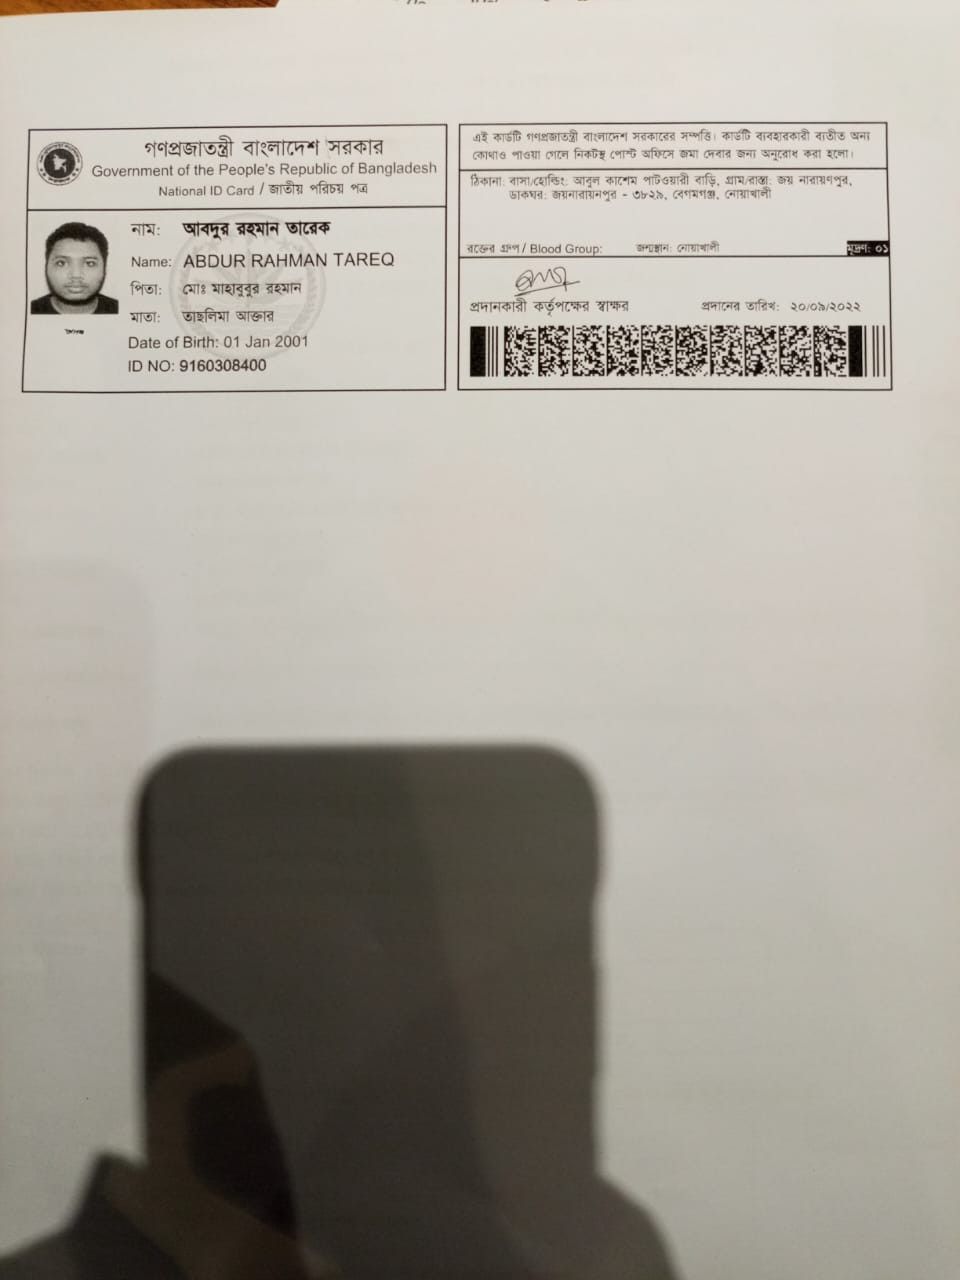 গণপ্রজাতন্ত্রী বাংলাদেশ সরকার
Government of the People's Republic of Bangladesh
National ID Card / জাতীয় পরিচয় পত্র
নাম: আবদুর রহমান তারেক
Name: ABDUR RAHMAN TAREQ
পিতা: মোঃ মাহাবুবুর রহমান
মাতা: তাছলিমা আক্তার
Date of Birth: 01 Jan 2001
ID NO: 9160308400
এই কার্ডটি গণপ্রজাতন্ত্রী বাংলাদেশ সরকারের সম্পত্তি। কার্ডটি ব্যবহারকারী ব্যতীত অন্য
কোথাও পাওয়া গেলে নিকটস্থ পোস্ট অফিসে জমা দেবার জন্য অনুরোধ করা হলো।
ঠিকানা: বাসা/হোল্ডিং: আবুল কাশেম পাটওয়ারী বাড়ি, গ্রাম/রাস্তা: জয় নারায়ণপুর,
ডাকঘর: জয়নারায়নপুর - ৩৮২৯, বেগমগঞ্জ, নোয়াখালী
রক্তের গ্রুপ / Blood Group: জন্মস্থান: নোয়াখালী মুদ্রণ: ০১
প্রদানকারী কর্তৃপক্ষের স্বাক্ষর প্রদানের তারিখ: ২০/০৯/২০২২